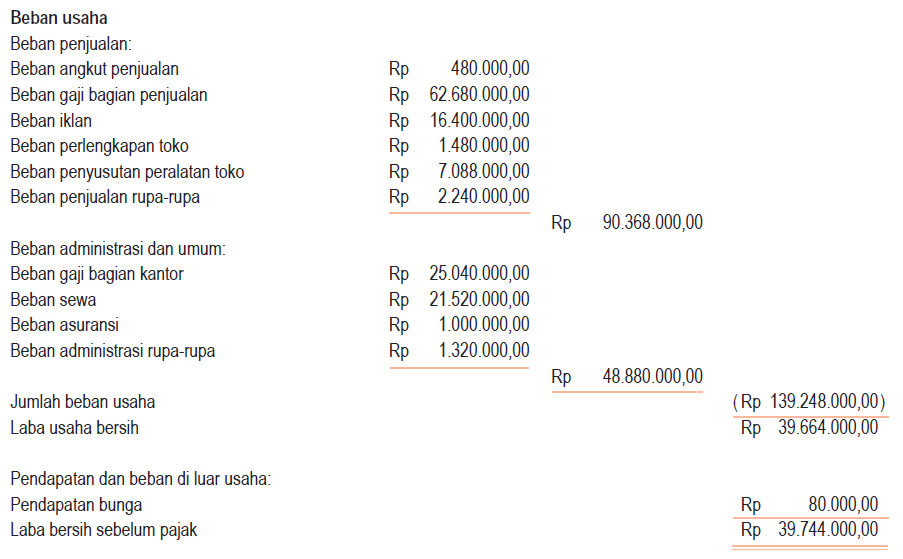 Beban usaha
Beban penjualan:
Beban angkut penjualan Rp 480.000,00
Beban gaji bagian penjualan Rp 62.680.000,00
Beban iklan Rp 16.400.000,00
Beban perlengkapan toko Rp 1.480.000,00
Beban penyusutan peralatan toko Rp 7.088.000,00
Beban penjualan rupa-rupa Rp 2.240.000,00
Rp 90.368.000,00
Beban administrasi dan umum:
Beban gaji bagian kantor Rp 25.040.000,00
Beban sewa Rp 21.520.000,00
Beban asuransi Rp 1.000.000,00
Beban administrasi rupa-rupa Rp 1.320.000,00
Rp 48.880.000,00
Jumlah beban usaha (Rp 139.248.000,00)
Laba usaha bersih Rp 39.664.000,00
Pendapatan dan beban di luar usaha:
Pendapatan bunga Rp 80.000,00
Laba bersih sebelum pajak Rp 39.744.000,00